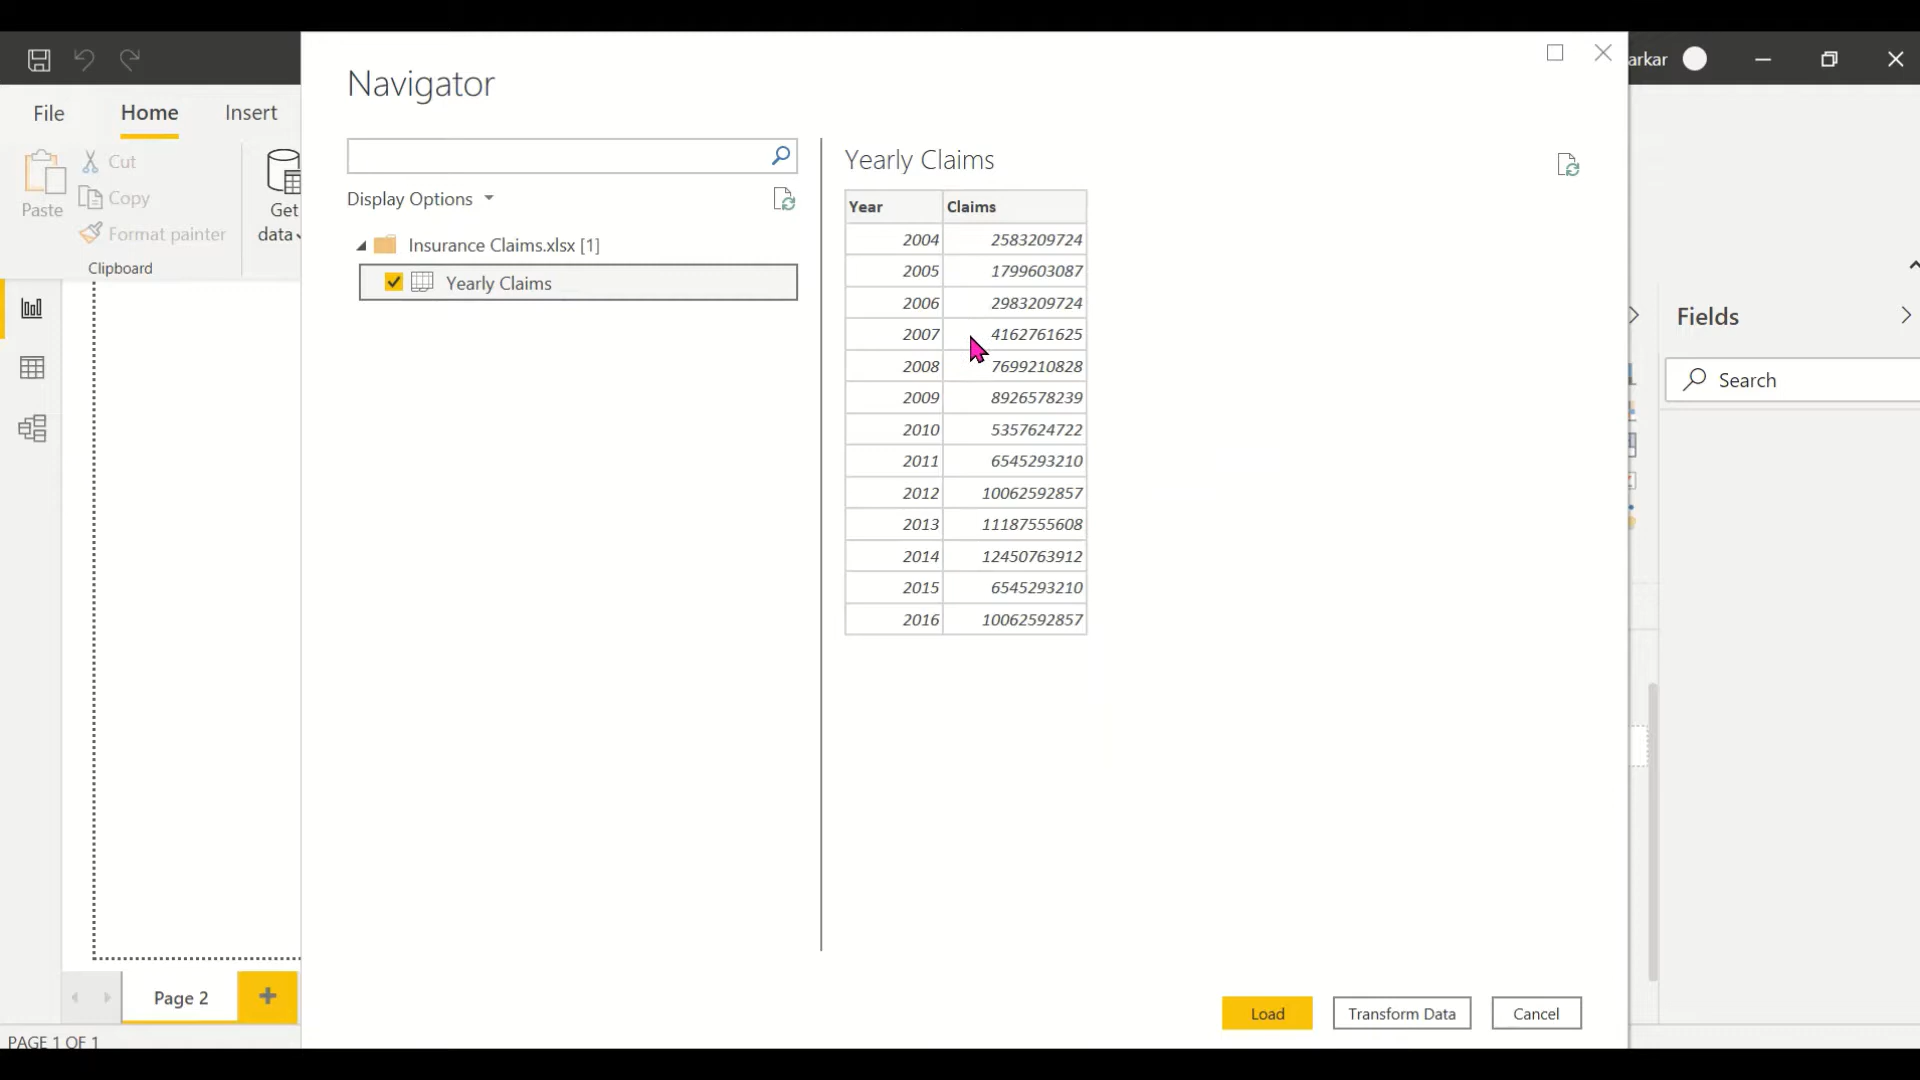 arkar
File
Home
Insert
Paste
Cut
Copy
Format painter
Clipboard
Get
data
Navigator
Display Options
Insurance Claims.xlsx [1]
Yearly Claims
Yearly Claims
Year Claims
2004 2583209724
2005 1799603087
2006 2983209724
2007 4162761625
2008 7699210828
2009 8926578239
2010 5357624722
2011 6545293210
2012 10062592857
2013 11187555608
2014 12450763912
2015 6545293210
2016 10062592857
Load
Transform Data
Cancel
Fields
Search
Page 2
PAGE 1 OF 1